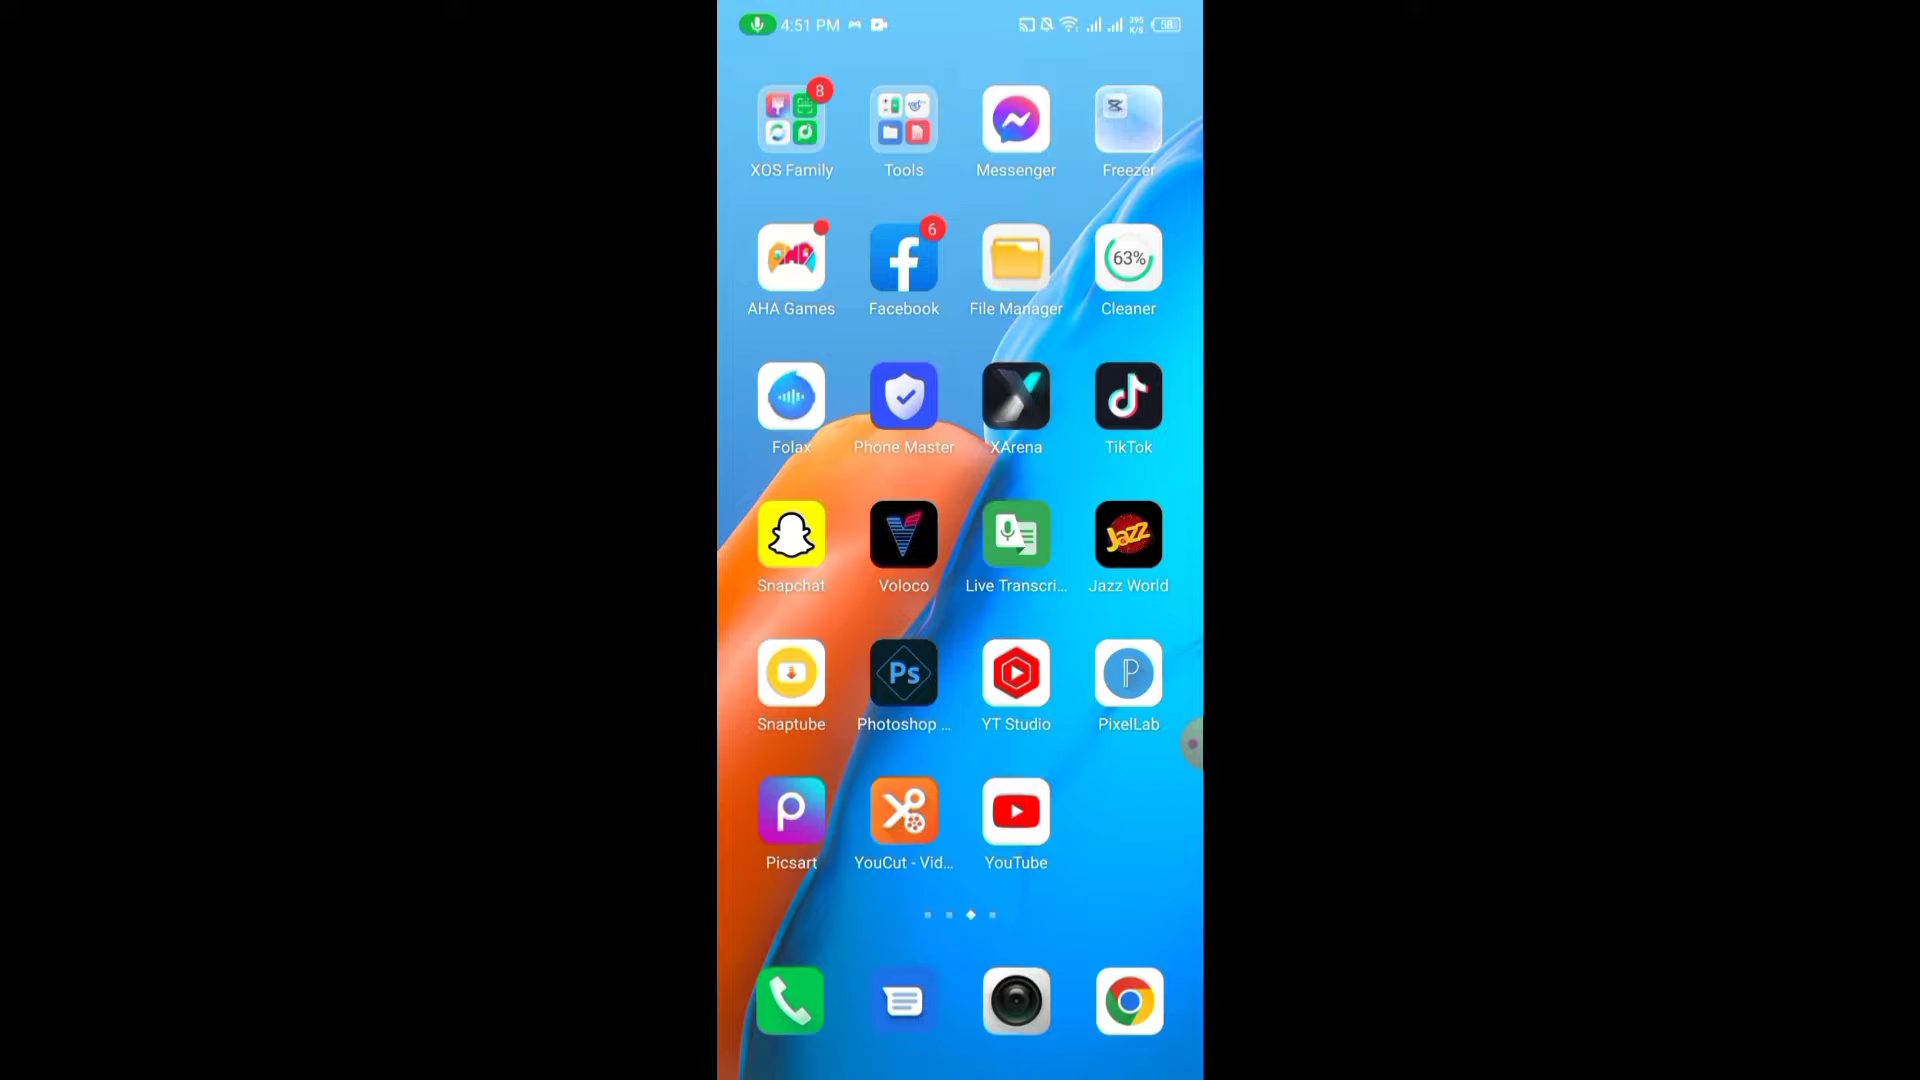 4:51 PM
395
K/S
58
8
XOS Family
Tools
Messenger
Freezer
6
63%
AHA Games
Facebook
File Manager
Cleaner
Folax
Phone Master
XArena
TikTok
Jazz
Snapchat
Voloco
Live Transcri...
Jazz World
Ps
Snaptube
Photoshop ...
YT Studio
PixelLab
Picsart
YouCut - Vid...
YouTube